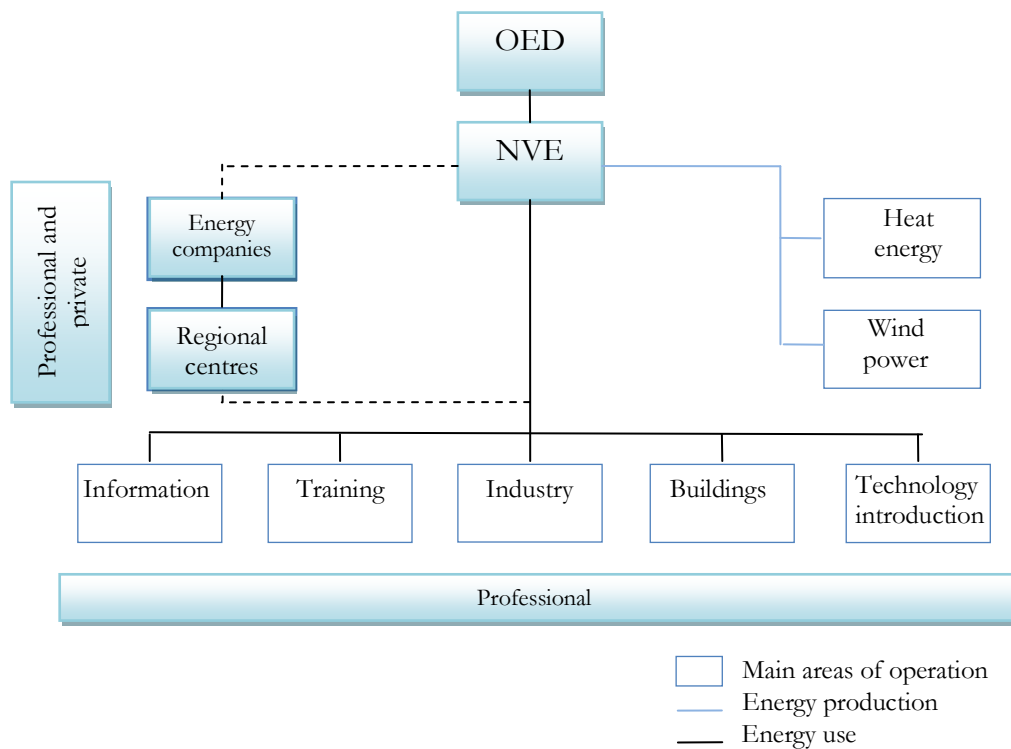 OED
NVE
Professional and
private
Energy
companies
Regional
centres
Heat
energy
Wind
power
Information
Training
Industry
Buildings
Technology
introduction
Professional
Main areas of operation
Energy production
Energy use